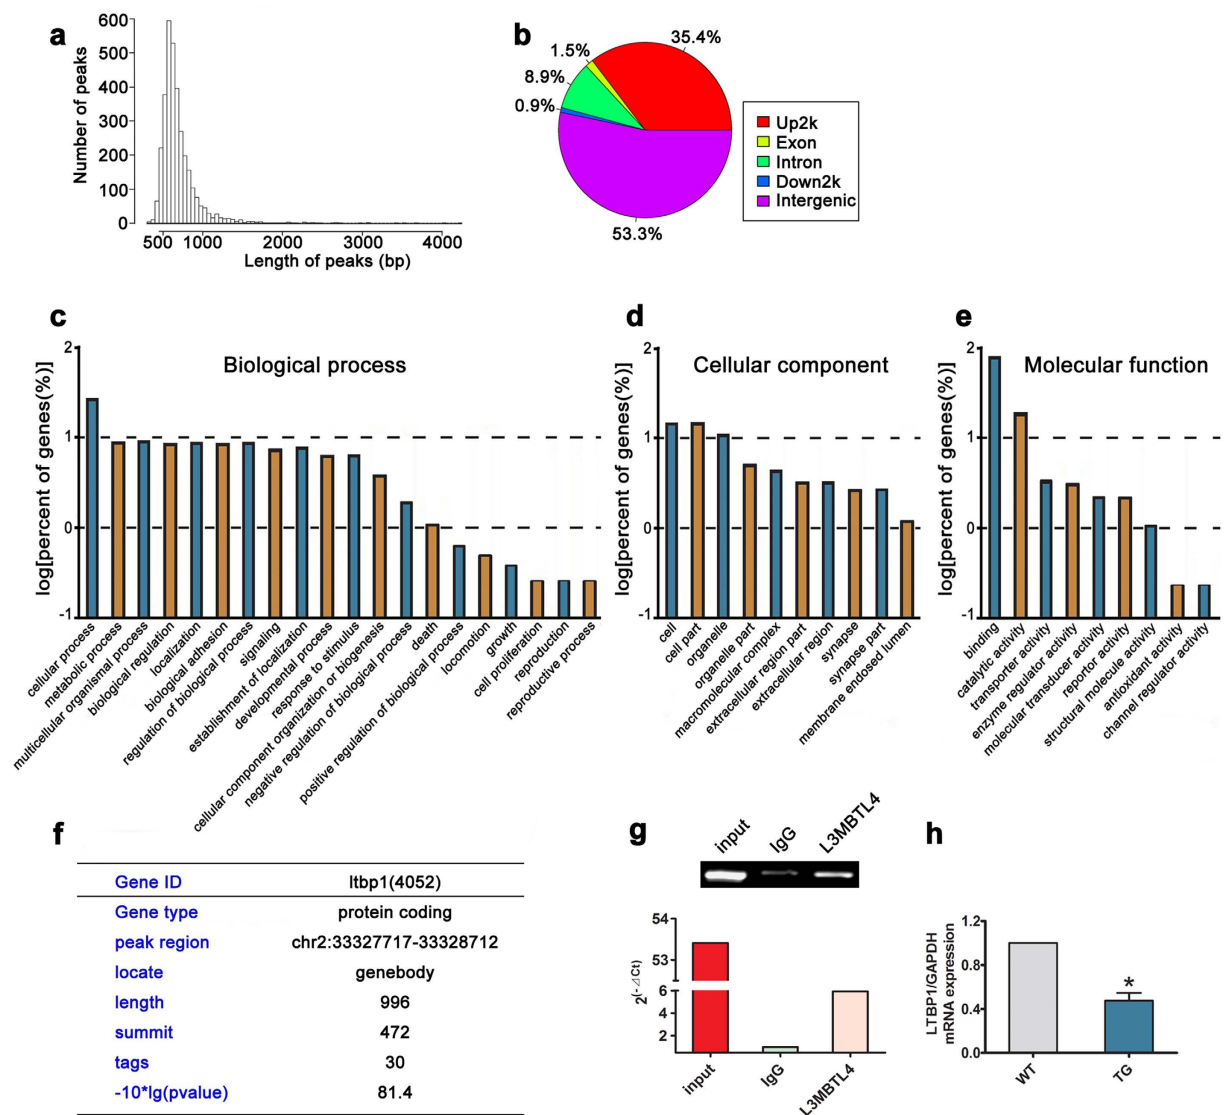 a
Number of peaks
600
500
400
300
200
100
0
500 1000 2000 3000 4000
Length of peaks (bp)
b
35.4%
1.5%
8.9%
0.9%
53.3%
Up2k
Exon
Intron
Down2k
Intergenic
c
Biological process
log[percent of genes(%)]
2
1
0
-1
cellular process
metabolic process
multicellular organismal process
biological regulation
localization
biological adhesion
regulation of biological process
signaling
establishment of localization
developmental process
response to stimulus
cellular component organization or biogenesis
negative regulation of biological process
death
positive regulation of biological process
locomotion
growth
cell proliferation
reproduction
reproductive process
d
Cellular component
log[percent of genes(%)]
2
1
0
-1
cell
cell part
organelle
organelle part
macromolecular complex
extracellular region part
extracellular region
synapse
synapse part
membrane enclosed lumen
e
Molecular function
log[percent of genes(%)]
2
1
0
-1
binding
catalytic activity
transporter activity
enzyme regulator activity
molecular transducer activity
reporter activity
structural molecule activity
antioxidant activity
channel regulator activity
f
Gene ID ltbp1(4052)
Gene type protein coding
peak region chr2:33327717-33328712
locate genebody
length 996
summit 472
tags 30
-10*lg(pvalue) 81.4
g
input IgG L3MBTL4
2(-⊿Ct)
54
53
6
4
2
input IgG L3MBTL4
h
LTBP1/GAPDH
mRNA expression
1.2
0.8
0.4
0.0
*
WT TG